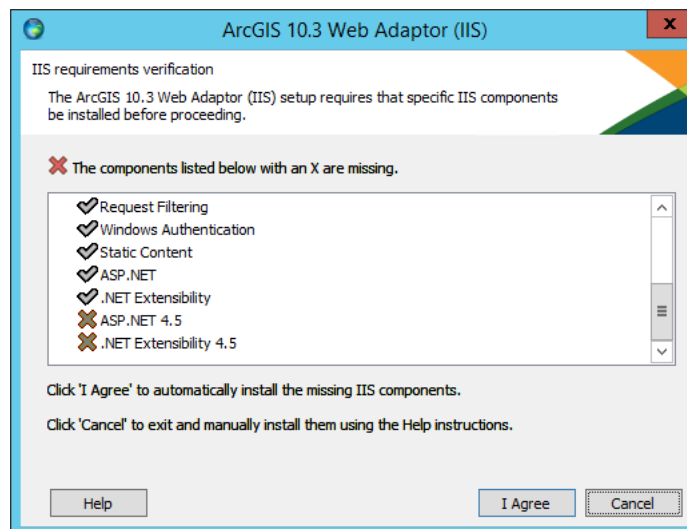 ArcGIS 10.3 Web Adaptor (IIS)
x
IIS requirements verification
The ArcGIS 10.3 Web Adaptor (IIS) setup requires that specific IIS components
be installed before proceeding.
The components listed below with an X are missing.
Request Filtering
Windows Authentication
Static Content
ASP.NET
.NET Extensibility
ASP.NET 4.5
.NET Extensibility 4.5
Click 'I Agree' to automatically install the missing IIS components.
Click 'Cancel' to exit and manually install them using the Help instructions.
Help
I Agree
Cancel